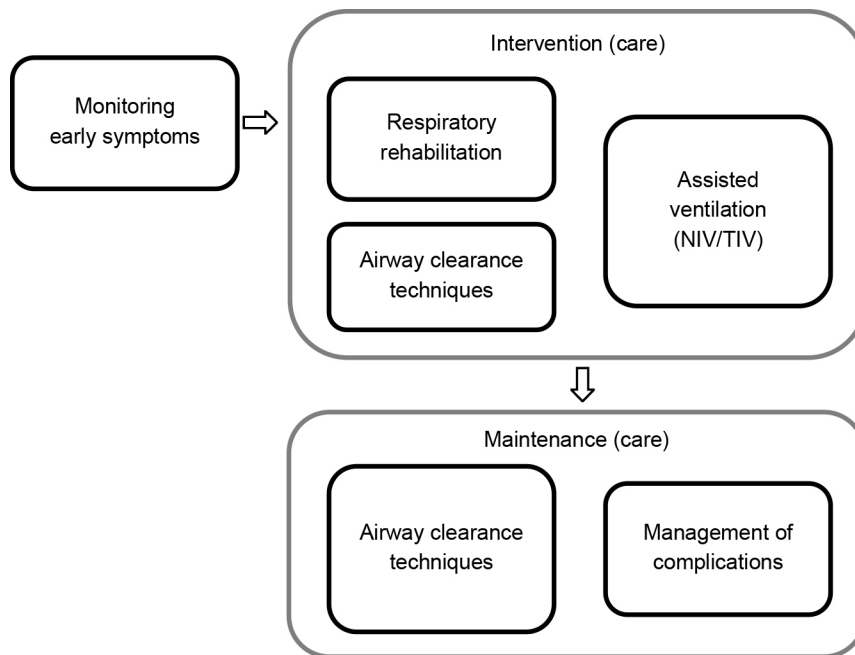 Monitoring
early symptoms
Intervention (care)
Respiratory
rehabilitation
Airway clearance
techniques
Assisted
ventilation
(NIV/TIV)
Maintenance (care)
Airway clearance
techniques
Management of
complications